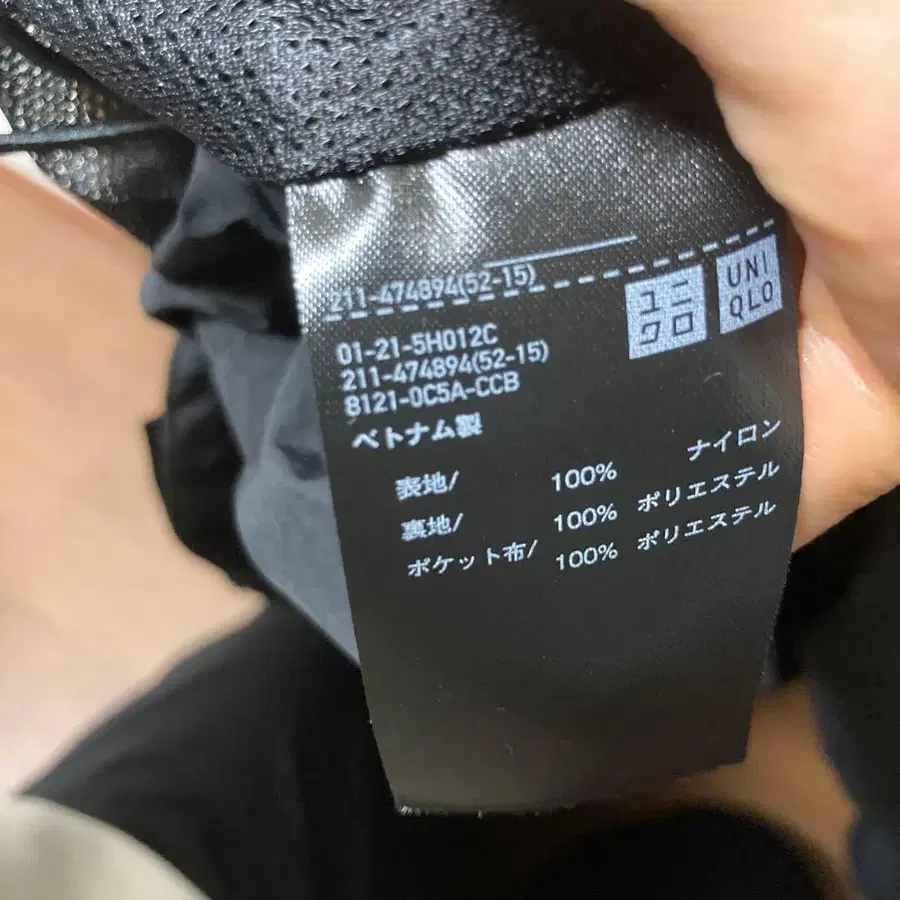 211-474894(52-15)
ユニ
クロ
UNI
QLO
01-21-5H012C
211-474894(52-15)
8121-0C5A-CCB
ベトナム製
表地/ 100% ナイロン
裏地/ 100% ポリエステル
ポケット布/ 100% ポリエステル